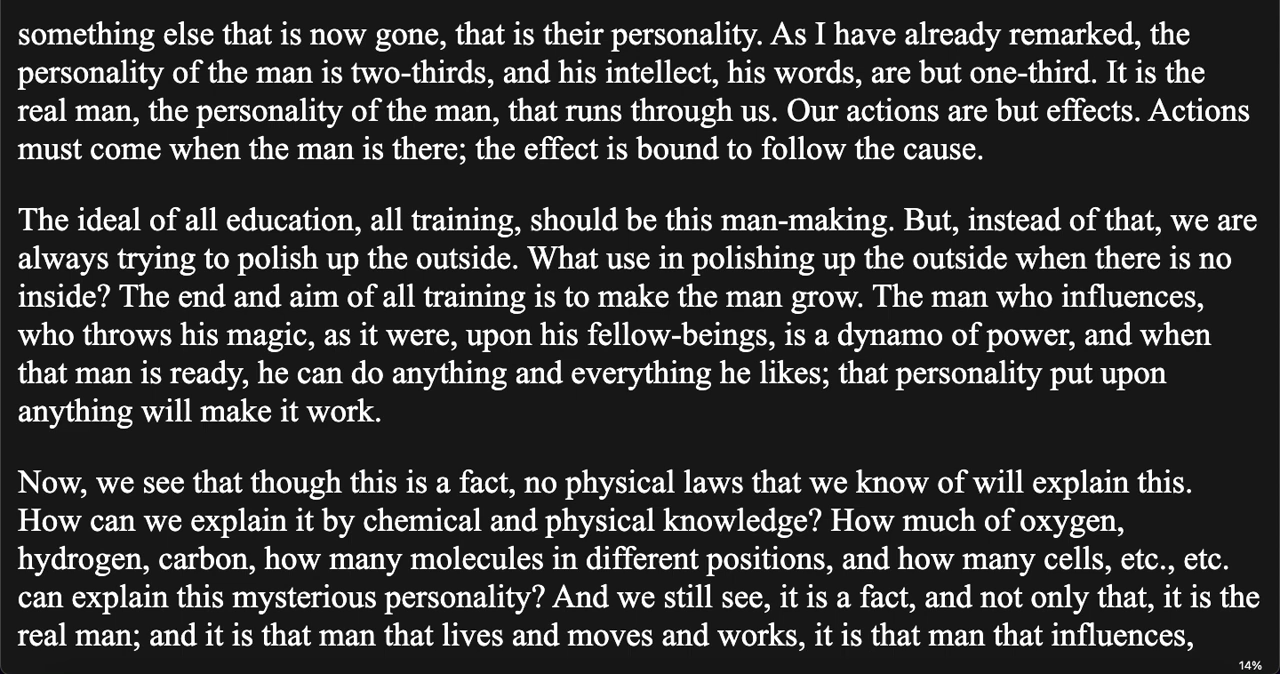 something else that is now gone, that is their personality. As I have already remarked, the
personality of the man is two-thirds, and his intellect, his words, are but one-third. It is the
real man, the personality of the man, that runs through us. Our actions are but effects. Actions
must come when the man is there; the effect is bound to follow the cause.
The ideal of all education, all training, should be this man-making. But, instead of that, we are
always trying to polish up the outside. What use in polishing up the outside when there is no
inside? The end and aim of all training is to make the man grow. The man who influences,
who throws his magic, as it were, upon his fellow-beings, is a dynamo of power, and when
that man is ready, he can do anything and everything he likes; that personality put upon
anything will make it work.
Now, we see that though this is a fact, no physical laws that we know of will explain this.
How can we explain it by chemical and physical knowledge? How much of oxygen,
hydrogen, carbon, how many molecules in different positions, and how many cells, etc., etc.
can explain this mysterious personality? And we still see, it is a fact, and not only that, it is the
real man; and it is that man that lives and moves and works, it is that man that influences,
14%